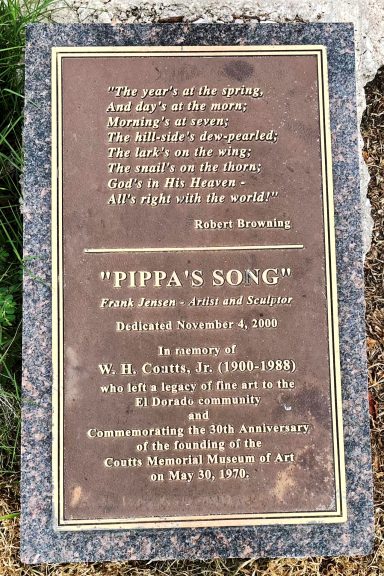 "The year's at the spring,
And day's at the morn;
Morning's at seven;
The hill-side's dew-pearled;
The lark's on the wing;
The snail's on the thorn;
God's in His Heaven -
All's right with the world!"
Robert Browning
"PIPPA'S SONG"
Frank Jensen - Artist and Sculptor
Dedicated November 4, 2000
In memory of
W. H. Coutts, Jr. (1900-1988)
who left a legacy of fine art to the
El Dorado community
and
Commemorating the 30th Anniversary
of the founding of the
Coutts Memorial Museum of Art
on May 30, 1970.